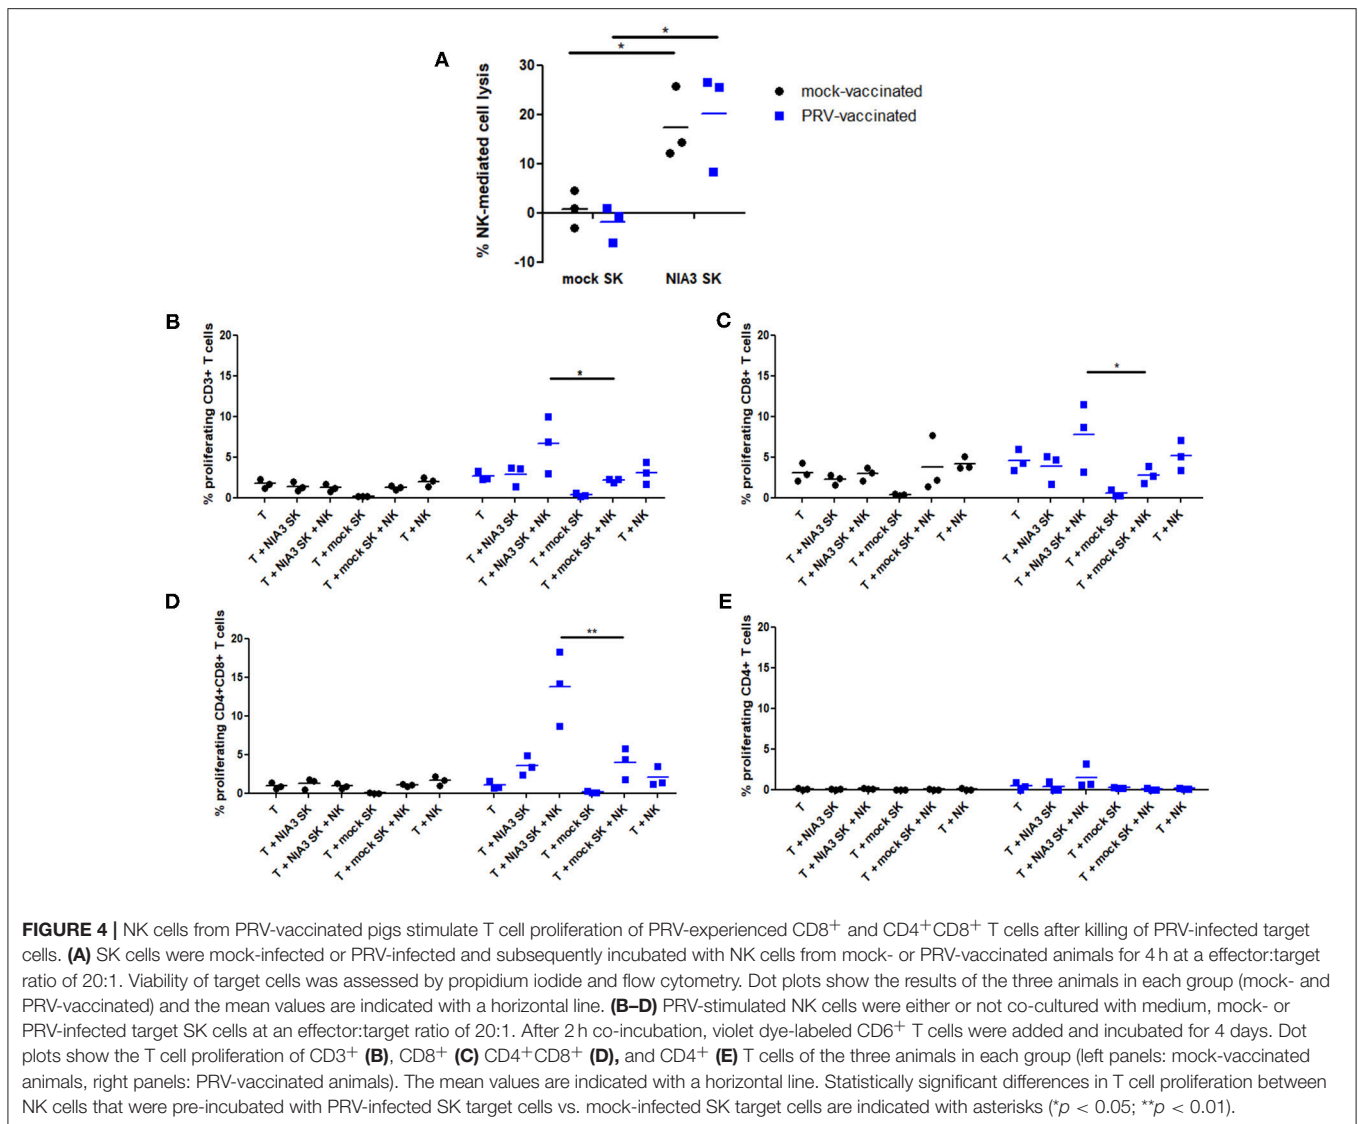 *
*
A
30
20
10
0
-10
% NK-mediated cell lysis
mock SK
NIA3 SK
mock-vaccinated
PRV-vaccinated
B
% proliferating CD3+ T cells
20
15
10
5
0
*
T
T + NIA3 SK
T + NIA3 SK + NK
T + mock SK
T + mock SK + NK
T + NK
T
T + NIA3 SK
T + NIA3 SK + NK
T + mock SK
T + mock SK + NK
T + NK
C
% proliferating CD8+ T cells
20
15
10
5
0
*
T
T + NIA3 SK
T + NIA3 SK + NK
T + mock SK
T + mock SK + NK
T + NK
T
T + NIA3 SK
T + NIA3 SK + NK
T + mock SK
T + mock SK + NK
T + NK
D
% proliferating CD4+CD8+ T cells
20
15
10
5
0
**
T
T + NIA3 SK
T + NIA3 SK + NK
T + mock SK
T + mock SK + NK
T + NK
T
T + NIA3 SK
T + NIA3 SK + NK
T + mock SK
T + mock SK + NK
T + NK
E
% proliferating CD4+ T cells
20
15
10
5
0
T
T + NIA3 SK
T + NIA3 SK + NK
T + mock SK
T + mock SK + NK
T + NK
T
T + NIA3 SK
T + NIA3 SK + NK
T + mock SK
T + mock SK + NK
T + NK
FIGURE 4 | NK cells from PRV-vaccinated pigs stimulate T cell proliferation of PRV-experienced CD8+ and CD4+CD8+ T cells after killing of PRV-infected target
cells. (A) SK cells were mock-infected or PRV-infected and subsequently incubated with NK cells from mock- or PRV-vaccinated animals for 4 h at a effector:target
ratio of 20:1. Viability of target cells was assessed by propidium iodide and flow cytometry. Dot plots show the results of the three animals in each group (mock- and
PRV-vaccinated) and the mean values are indicated with a horizontal line. (B–D) PRV-stimulated NK cells were either or not co-cultured with medium, mock- or
PRV-infected target SK cells at an effector:target ratio of 20:1. After 2 h co-incubation, violet dye-labeled CD6+ T cells were added and incubated for 4 days. Dot
plots show the T cell proliferation of CD3+ (B), CD8+ (C) CD4+CD8+ (D), and CD4+ (E) T cells of the three animals in each group (left panels: mock-vaccinated
animals, right panels: PRV-vaccinated animals). The mean values are indicated with a horizontal line. Statistically significant differences in T cell proliferation between
NK cells that were pre-incubated with PRV-infected SK target cells vs. mock-infected SK target cells are indicated with asterisks (*p < 0.05; **p < 0.01).